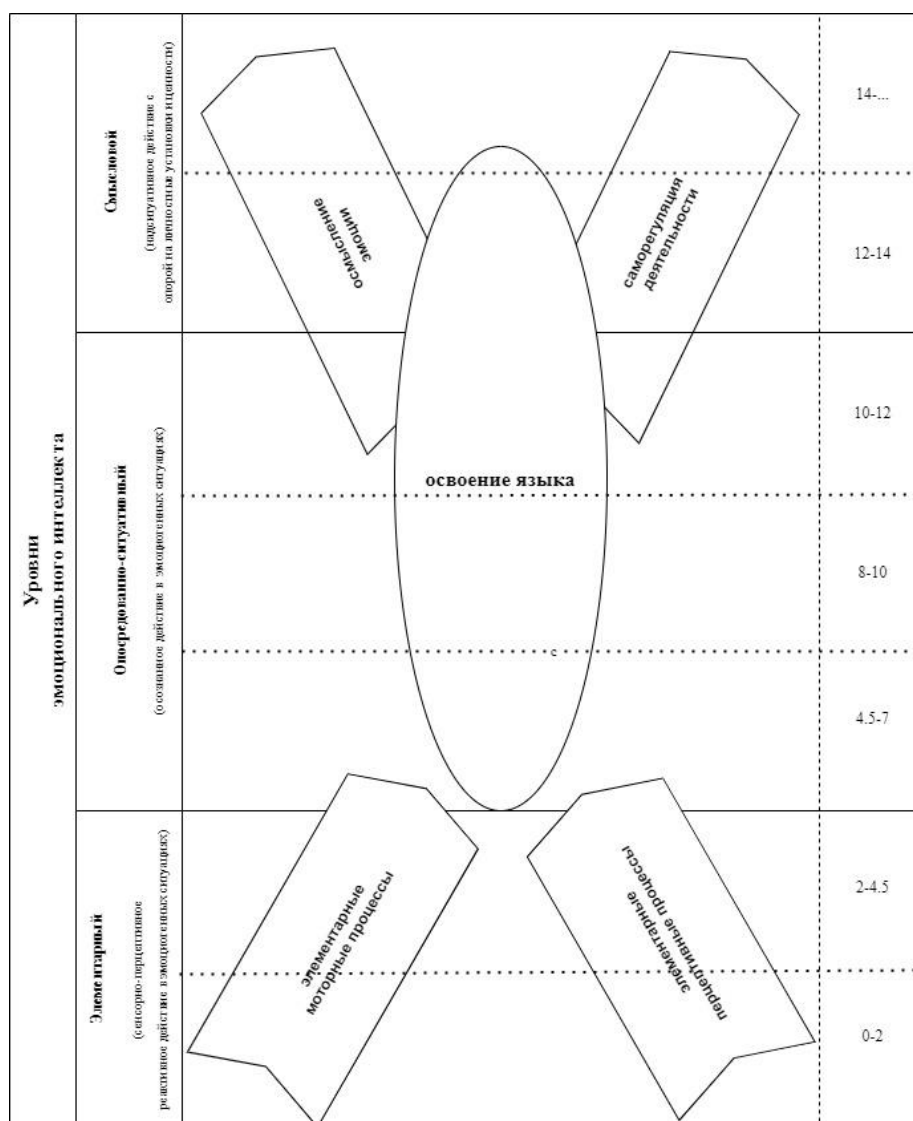 Уровни
эмоционального интеллекта
Смысловой
(надситуативное действие с
опорой на личностные установки и ценности)
Опосредованно-ситуативный
(осознанное действие в эмоциогенных ситуациях)
Элементарный
(сенсорно-перцептивное
реактивное действие в эмоциогенных ситуациях)
осмысление
эмоции
саморегуляция
деятельности
освоение языка
с
элементарные
моторные процессы
элементарные
перцептивные процессы
14-...
12-14
10-12
8-10
4.5-7
2-4.5
0-2